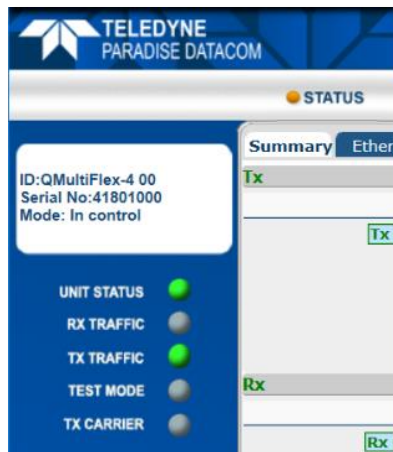 TELEDYNE
PARADISE DATACOM
STATUS
Summary Ether
ID:QMultiFlex-4 00
Serial No:41801000
Mode: In control
Tx
Tx
UNIT STATUS
RX TRAFFIC
TX TRAFFIC
TEST MODE
TX CARRIER
Rx
Rx